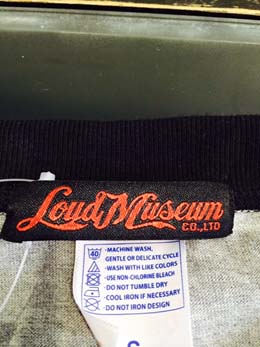 Loud Museum
CO.,LTD
40
·MACHINE WASH,
GENTLE OR DELICATE CYCLE
·WASH WITH LIKE COLORS
·USE NON-CHLORINE BLEACH
·DO NOT TUMBLE DRY
·COOL IRON IF NECESSARY
·DO NOT IRON DESIGN